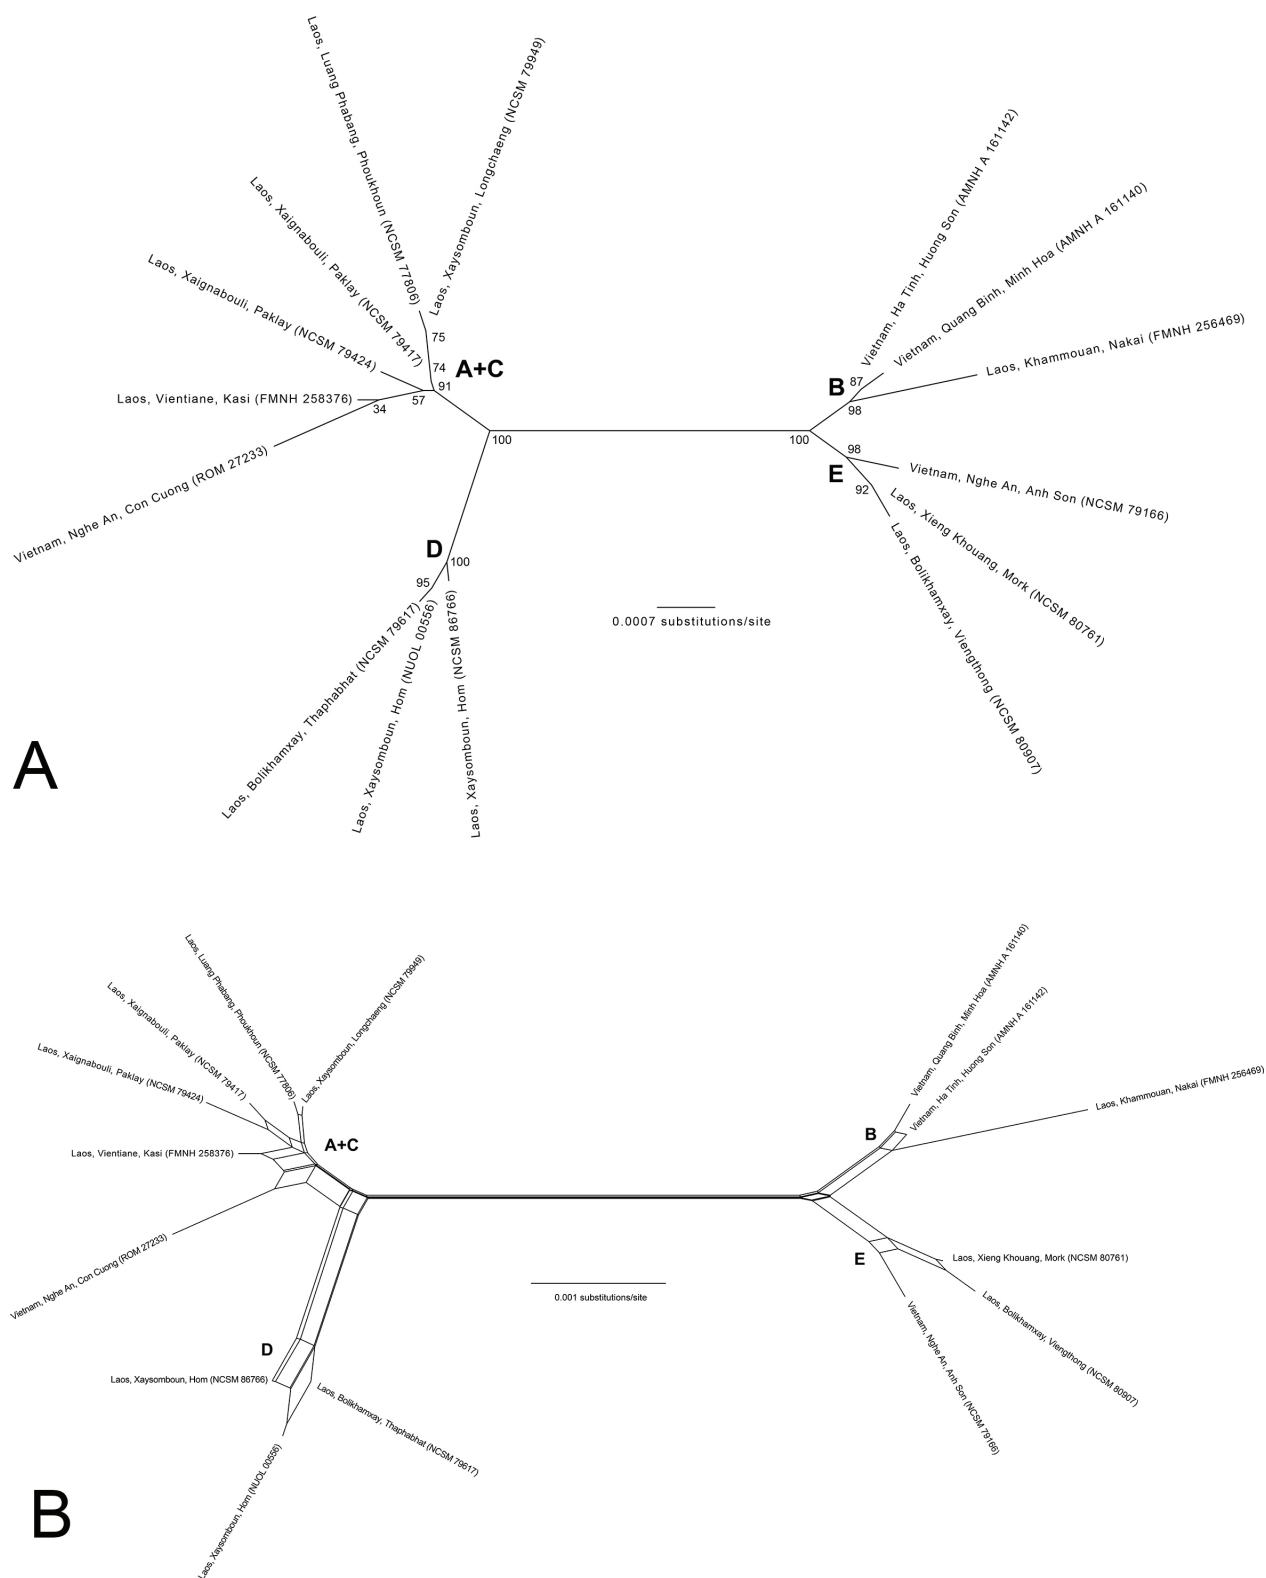 Laos, Luang Phabang, Phoukhoun (NCSM 77806)
Laos, Xaysomboun, Longchaeng (NCSM 79949)
Laos, Xaignabouli, Paklay (NCSM 79417)
Laos, Xaignabouli, Paklay (NCSM 79424)
Laos, Vientiane, Kasi (FMNH 258376)
Vietnam, Nghe An, Con Cuong (ROM 27233)
75
74
91
A+C
57
34
100
100
Vietnam, Ha Tinh, Huong Son (AMNH A 161142)
Vietnam, Quang Binh, Minh Hoa (AMNH A 161140)
Laos, Khammouan, Nakai (FMNH 256469)
B
87
98
98
E
92
Vietnam, Nghe An, Anh Son (NCSM 79166)
Laos, Xieng Khouang, Mork (NCSM 80761)
Laos, Bolikhamxay, Viengthong (NCSM 80907)
D
100
95
Laos, Bolikhamxay, Thaphabhat (NCSM 79617)
Laos, Xaysomboun, Hom (NUOL 00556)
Laos, Xaysomboun, Hom (NCSM 86766)
0.0007 substitutions/site
A
Laos, Luang Phabang, Phoukhoun (NCSM 77806)
Laos, Xaysomboun, Longchaeng (NCSM 79949)
Laos, Xaignabouli, Paklay (NCSM 79417)
Laos, Xaignabouli, Paklay (NCSM 79424)
Laos, Vientiane, Kasi (FMNH 258376)
A+C
Vietnam, Nghe An, Con Cuong (ROM 27233)
Vietnam, Quang Binh, Minh Hoa (AMNH A 161140)
Vietnam, Ha Tinh, Huong Son (AMNH A 161142)
Laos, Khammouan, Nakai (FMNH 256469)
B
E
Laos, Xieng Khouang, Mork (NCSM 80761)
Laos, Bolikhamxay, Viengthong (NCSM 80907)
Vietnam, Nghe An, Anh Son (NCSM 79166)
0.001 substitutions/site
D
Laos, Xaysomboun, Hom (NCSM 86766)
Laos, Bolikhamxay, Thaphabhat (NCSM 79617)
Laos, Xaysomboun, Hom (NUOL 00556)
B